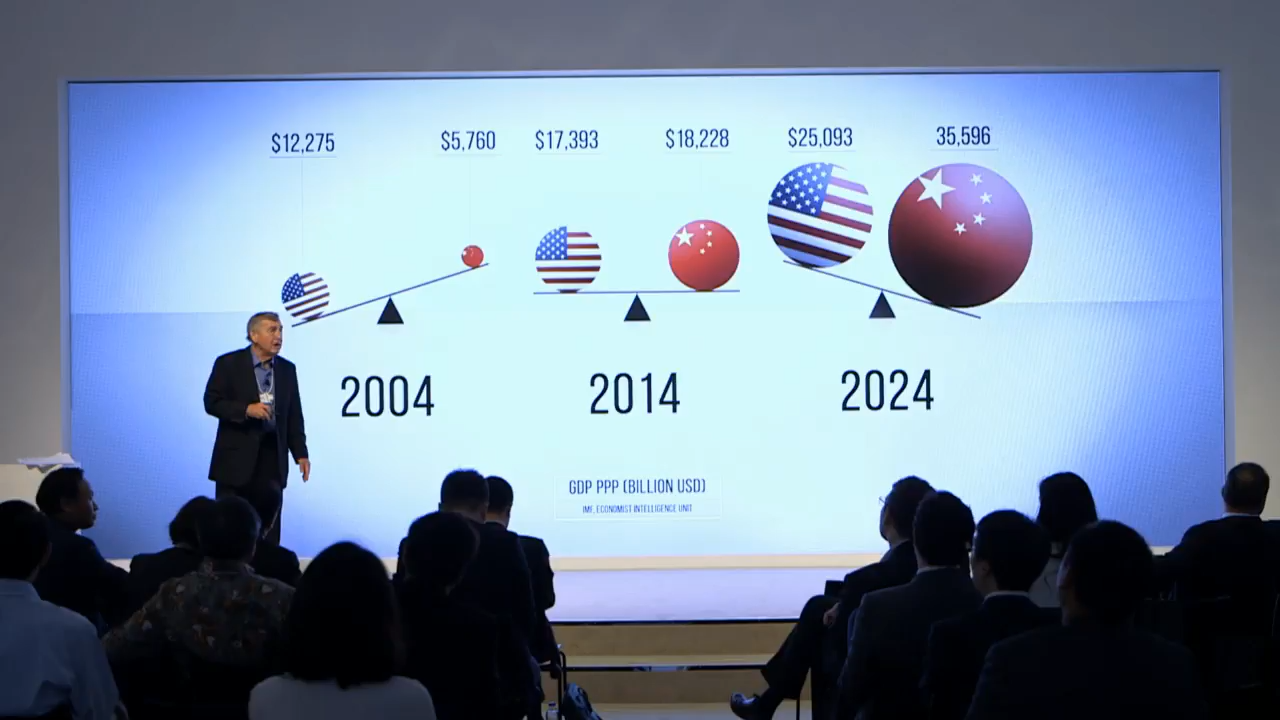 $12,275 $5,760 $17,393 $18,228 $25,093 35,596
2004 2014 2024
GDP PPP (BILLION USD)
IMF, ECONOMIST INTELLIGENCE UNIT